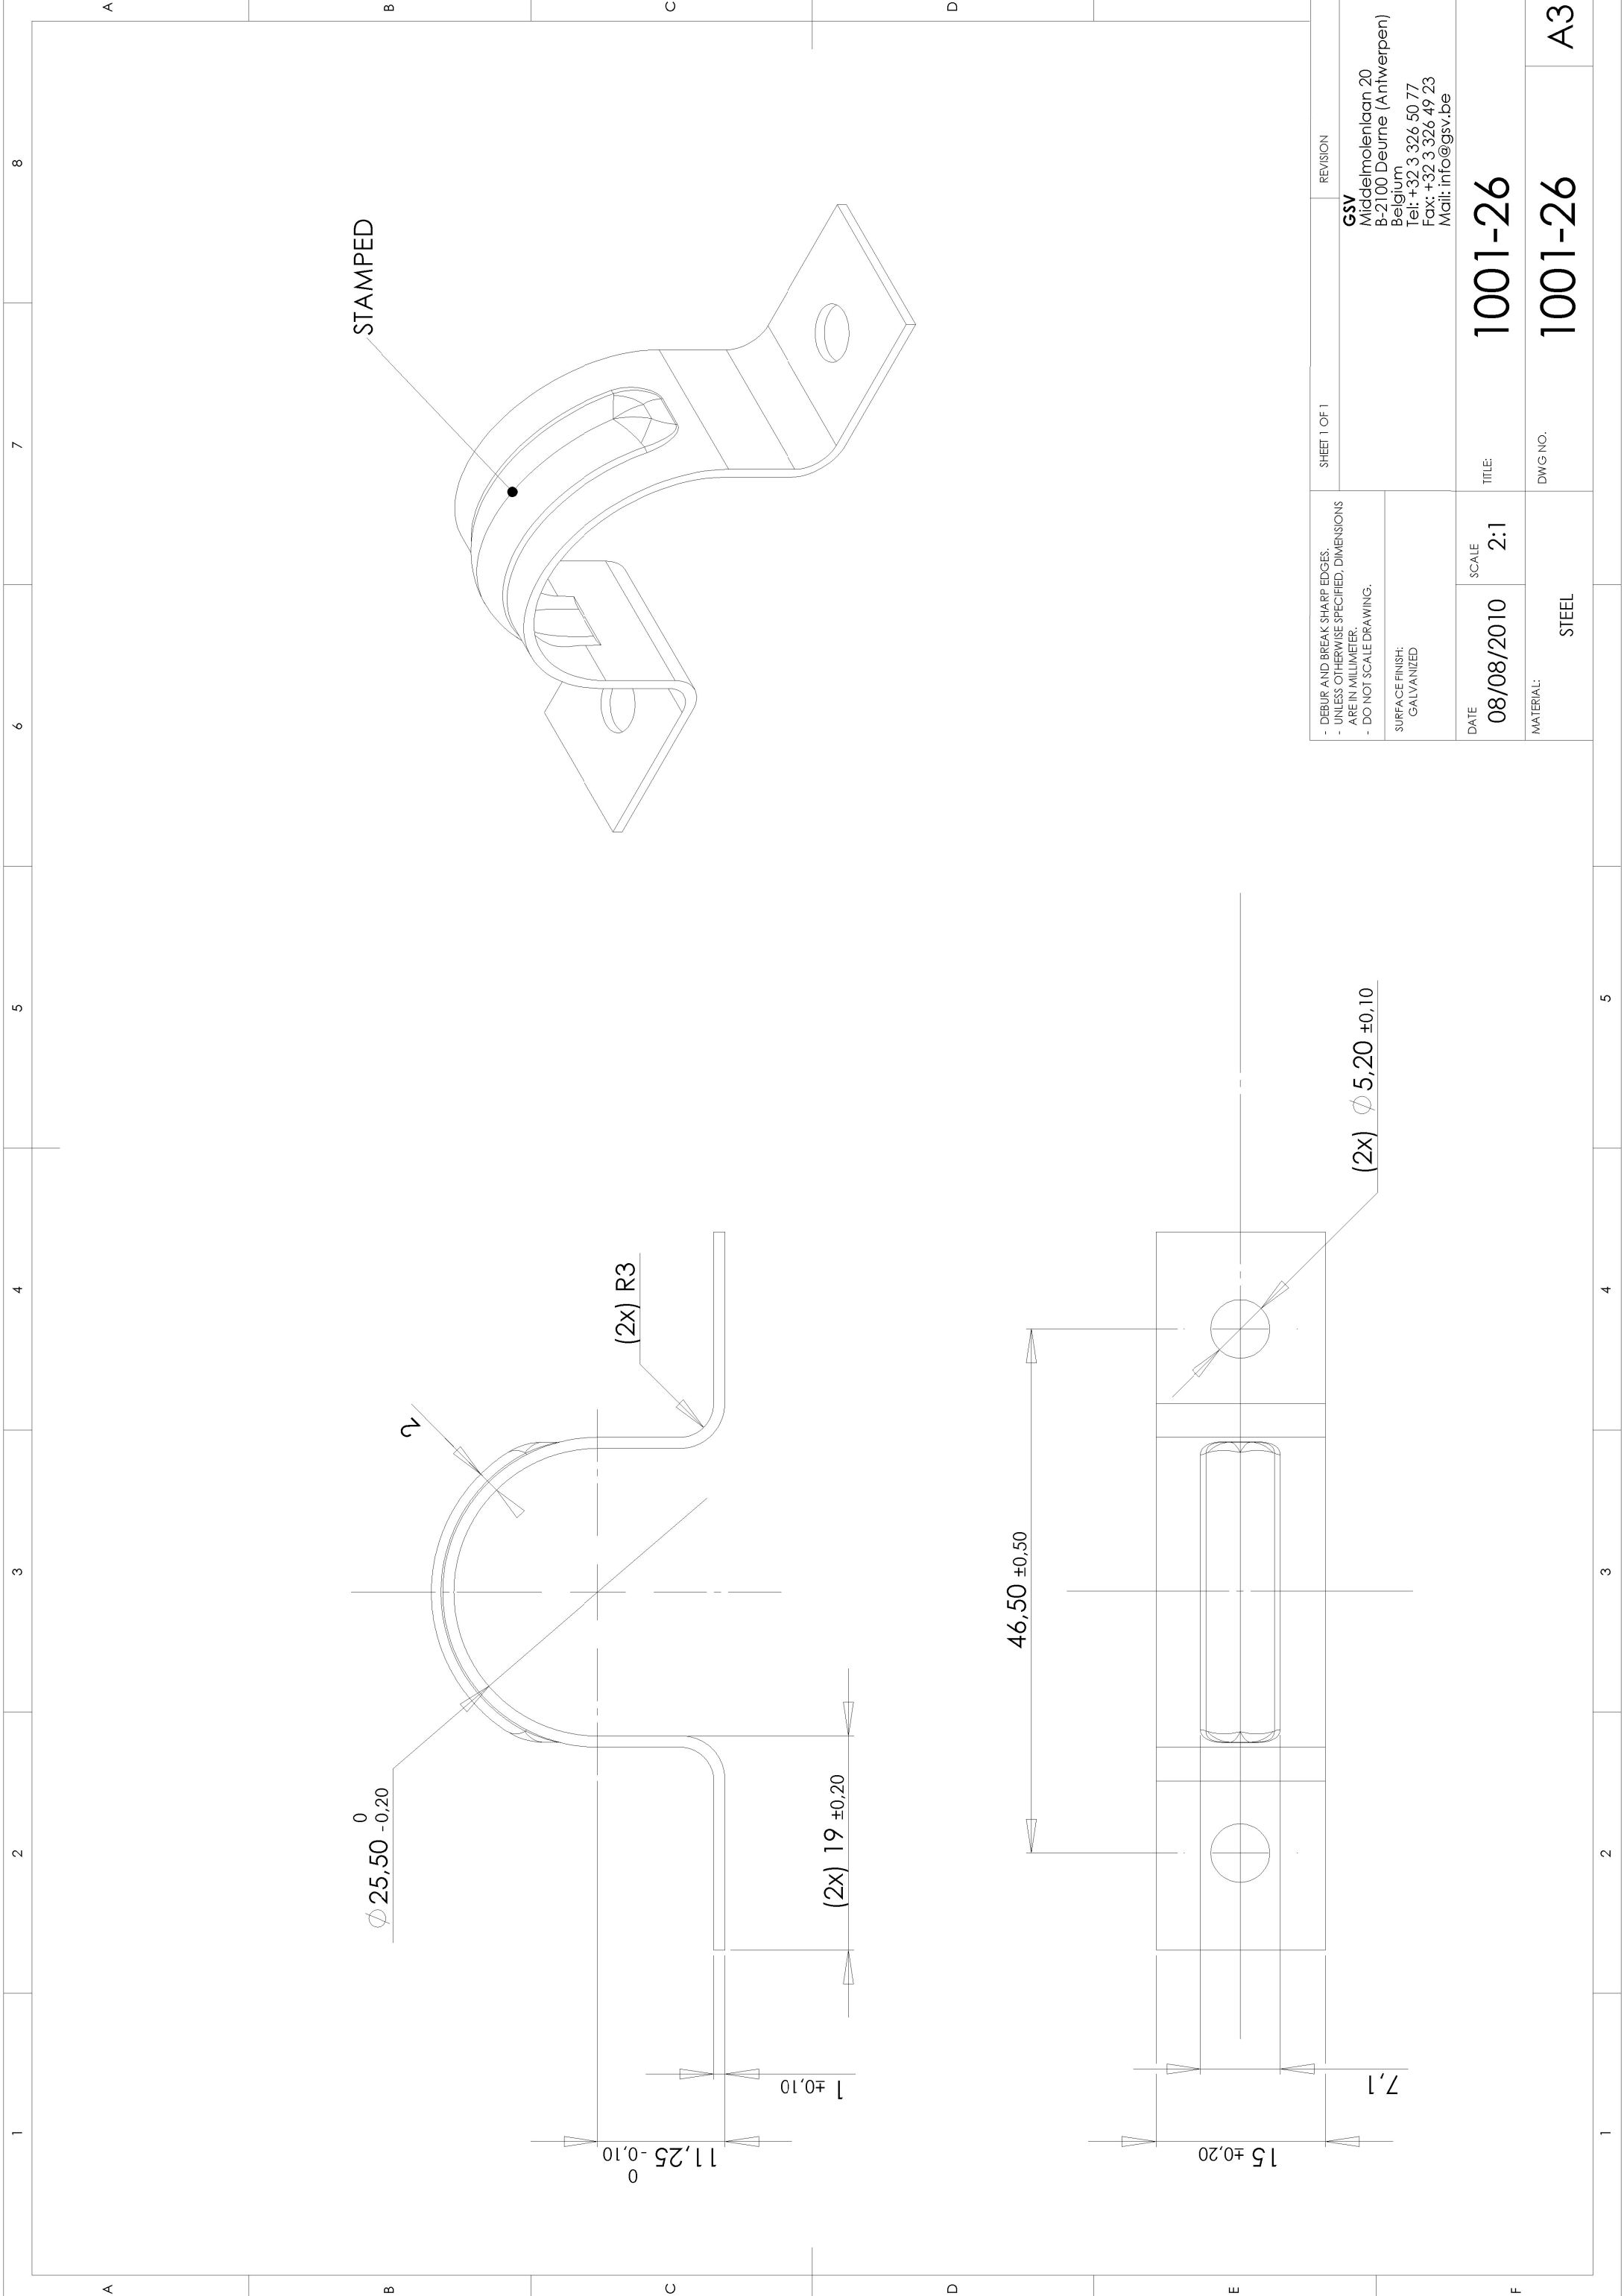 8
7
6
5
4
3
2
1
A
B
C
D
A
B
C
D
E
F
5
4
3
2
1
STAMPED
2
(2x) R3
∅ 25,50 0 -0,20
(2x) 19 ±0,20
1 ±0,10
11,25 0 -0,10
46,50 ±0,50
(2x) ∅ 5,20 ±0,10
7,1
15 ±0,20
- DEBUR AND BREAK SHARP EDGES.
- UNLESS OTHERWISE SPECIFIED, DIMENSIONS
ARE IN MILLIMETER.
- DO NOT SCALE DRAWING.
SURFACE FINISH:
GALVANIZED
SHEET 1 OF 1
REVISION
GSV
Middelmolenlaan 20
B-2100 Deurne (Antwerpen)
Belgium
Tel: +32 3 326 50 77
Fax: +32 3 326 49 23
Mail: info@gsv.be
DATE
08/08/2010
SCALE
2:1
TITLE:
1001-26
MATERIAL:
STEEL
DWG NO.
1001-26
A3